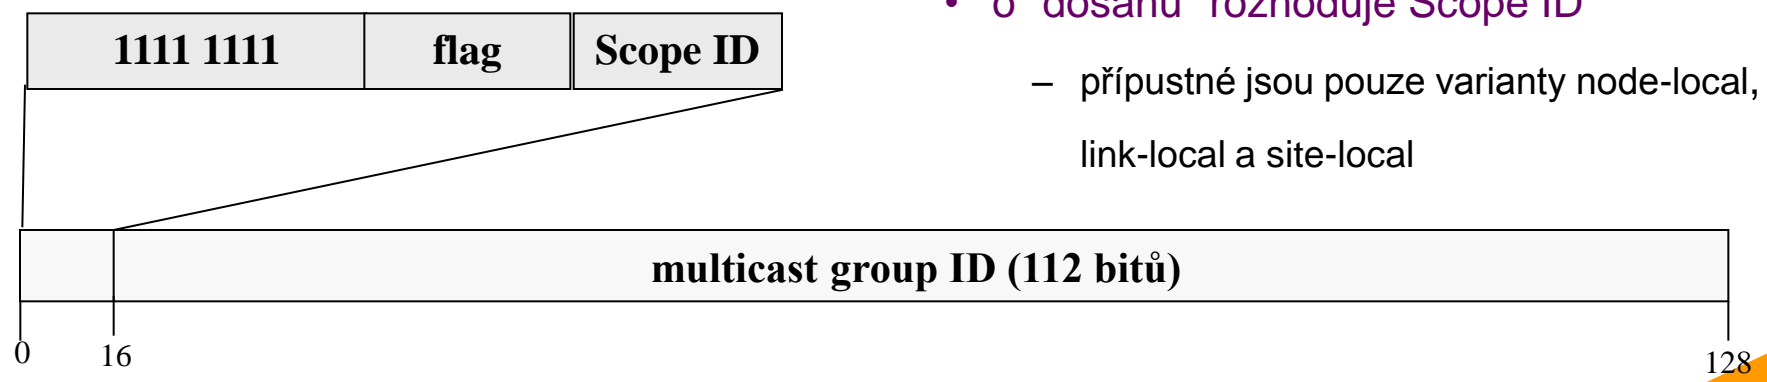 • o "dosahu" rozhoduje Scope ID
1111 1111 flag Scope ID
– přípustné jsou pouze varianty node-local,
link-local a site-local
multicast group ID (112 bitů)
0 16 128